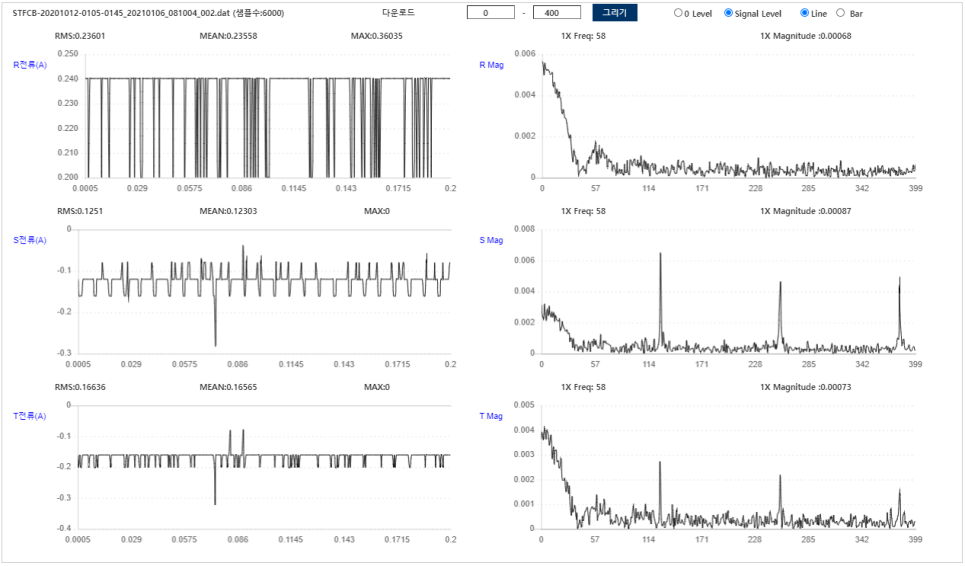 STFCB-20201012-0105-0145_20210106_081004_002.dat (샘플수:6000) 다운로드 0 - 400 그리기 0 Level Signal Level Line Bar
RMS:0.23601 MEAN:0.23558 MAX:0.36035
R전류(A)
0.250
0.240
0.230
0.220
0.210
0.200
0.0005 0.029 0.0575 0.086 0.1145 0.143 0.1715 0.2
1X Freq: 58 1X Magnitude :0.00068
R Mag
0.006
0.004
0.002
0
0 57 114 171 228 285 342 399
RMS:0.1251 MEAN:0.12303 MAX:0
S전류(A)
0
-0.1
-0.2
-0.3
0.0005 0.029 0.0575 0.086 0.1145 0.143 0.1715 0.2
1X Freq: 58 1X Magnitude :0.00087
S Mag
0.008
0.006
0.004
0.002
0
0 57 114 171 228 285 342 399
RMS:0.16636 MEAN:0.16565 MAX:0
T전류(A)
0
-0.1
-0.2
-0.3
-0.4
0.0005 0.029 0.0575 0.086 0.1145 0.143 0.1715 0.2
1X Freq: 58 1X Magnitude :0.00073
T Mag
0.005
0.004
0.003
0.002
0.001
0
0 57 114 171 228 285 342 399